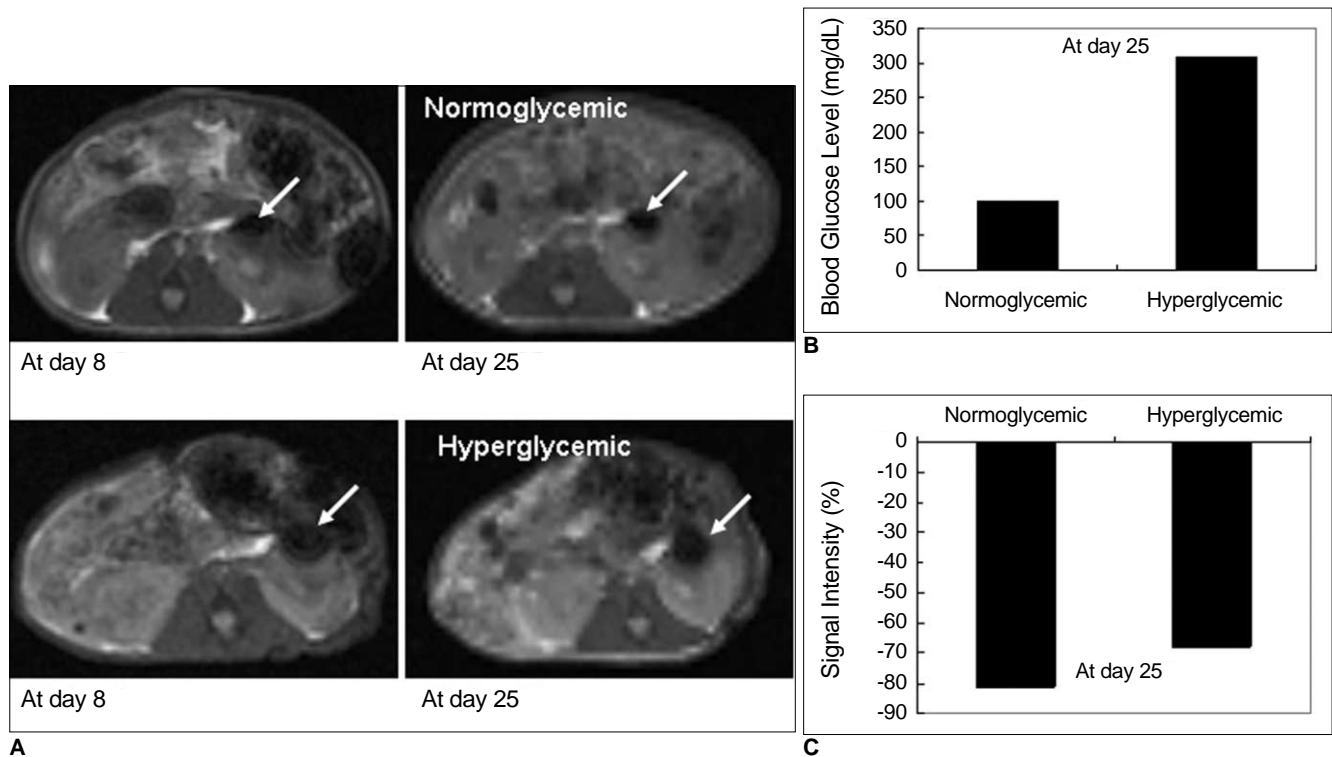 Normoglycemic
At day 8
At day 25
Hyperglycemic
At day 8
At day 25
A
Blood Glucose Level (mg/dL)
350
300
250
200
150
100
50
0
At day 25
Normoglycemic
Hyperglycemic
B
Normoglycemic
Hyperglycemic
Signal Intensity (%)
0
-10
-20
-30
-40
-50
-60
-70
-80
-90
At day 25
C